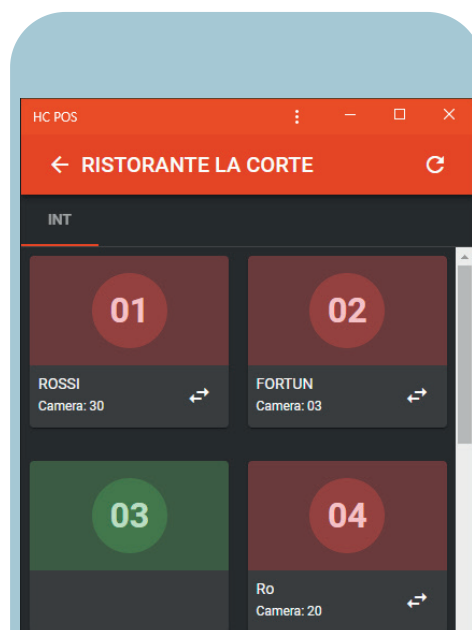 HC POS
RISTORANTE LA CORTE
INT
01
02
ROSSI
Camera: 30
FORTUN
Camera: 03
03
04
Ro
Camera: 20